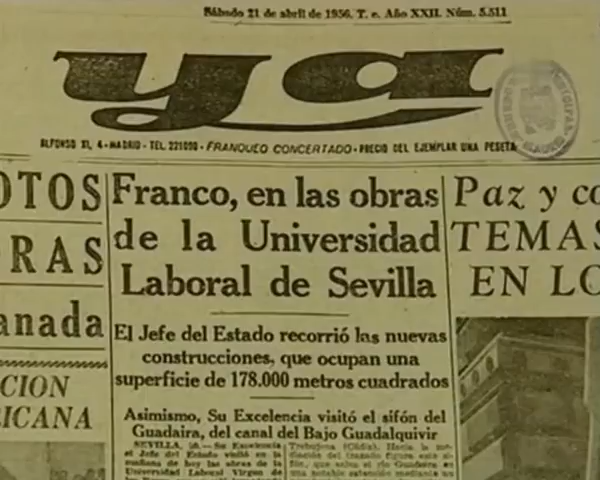 Sábado 21 de abril de 1956. T. e. Año XXII. Núm. 5.511
ya
ALFONSO XI, 4 - MADRID - TEL. 221090 - FRANQUEO CONCERTADO - PRECIO DEL EJEMPLAR UNA PESETA
OTOS
RAS
anada
CION
ICANA
Franco, en las obras
de la Universidad
Laboral de Sevilla
El Jefe del Estado recorrió las nuevas
construcciones, que ocupan una
superficie de 178.000 metros cuadrados
Asimismo, Su Excelencia visitó el sifón del
Guadaira, del canal del Bajo Guadalquivir
SEVILLA, 20. — Su Excelencia
el Jefe del Estado visitó en la
mañana de hoy las obras de la
Universidad Laboral Virgen de
Paz y co
TEMAS
EN LO